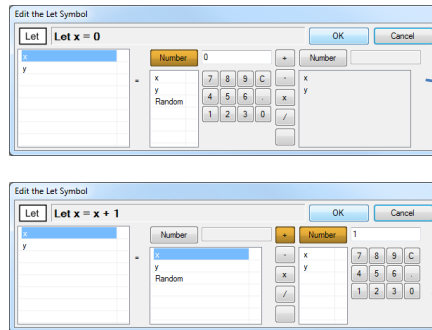 Edit the Let Symbol
Let Let x = 0 OK Cancel
x = Number 0 + Number
y
x 7 8 9 C - x
y 4 5 6 . x y
Random 1 2 3 0 /
Edit the Let Symbol
Let Let x = x + 1 OK Cancel
x = Number + Number 1
y
x - x 7 8 9 C
y x y 4 5 6 .
Random / 1 2 3 0